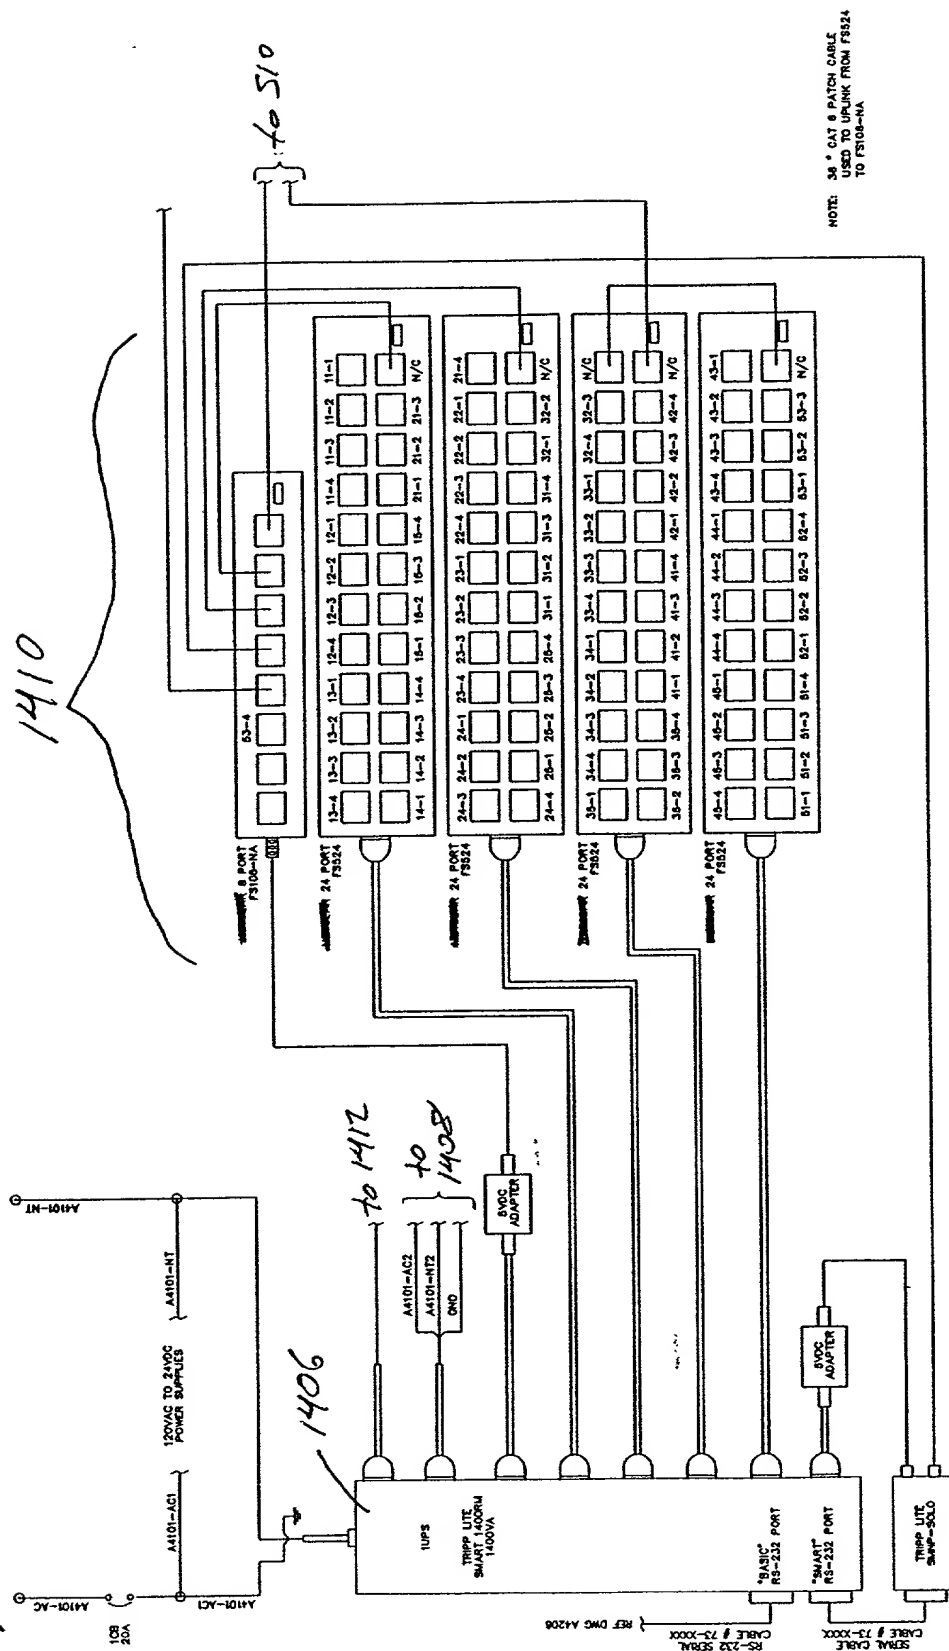 1410
to 510
53-4
8 PORT
FS108-NA
13-4 13-3 13-2 13-1 12-4 12-3 12-2 12-1 11-4 11-3 11-2 11-1
24 PORT
FS524
14-1 14-2 14-3 14-4 15-1 15-2 15-3 15-4 21-1 21-2 21-3 N/C
24-3 24-2 24-1 23-4 23-3 23-2 23-1 22-4 22-3 22-2 22-1 21-4
24 PORT
FS524
24-4 25-1 25-2 25-3 25-4 31-1 31-2 31-3 31-4 32-1 32-2 N/C
35-1 34-4 34-3 34-2 34-1 33-4 33-3 33-2 33-1 32-4 32-3 N/C
24 PORT
FS524
35-2 35-3 35-4 41-1 41-2 41-3 41-4 42-1 42-2 42-3 42-4 N/C
45-4 45-3 45-2 45-1 44-4 44-3 44-2 44-1 43-4 43-3 43-2 43-1
24 PORT
FS524
51-1 51-2 51-3 51-4 52-1 52-2 52-3 52-4 53-1 53-2 53-3 N/C
NOTE: 36" CAT 6 PATCH CABLE
USED TO UPLINK FROM FS524
TO FS108-NA
A4101-AC
A4101-NT
1CB
20A
A4101-AC1
120VAC TO 24VDC
POWER SUPPLIES
A4101-NT
A4101-AC1
1406
to 1412
A4101-AC2
A4101-NT2
GND
to
1408
5VDC
ADAPTER
1UPS
TRIPP LITE
SMART 1400RM
1400VA
"BASIC"
RS-232 PORT
"SMART"
RS-232 PORT
5VDC
ADAPTER
REF DWG A4206
RS-232 SERIAL
CABLE # 73-XXXX
SERIAL CABLE
CABLE # 73-XXXX
TRIPP LITE
SMNP-SOLO